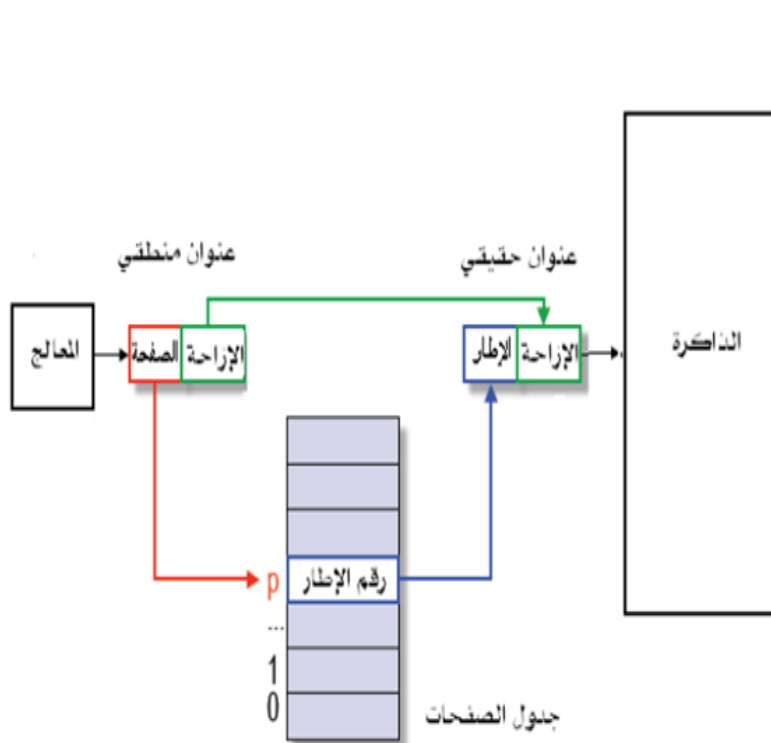 عنوان حقيقي
عنوان منطقي
الذاكرة
المعالج
الصفحة
الإزاحة
الإطار
الإزاحة
p
رقم الإطار
...
1
0
جدول الصفحات